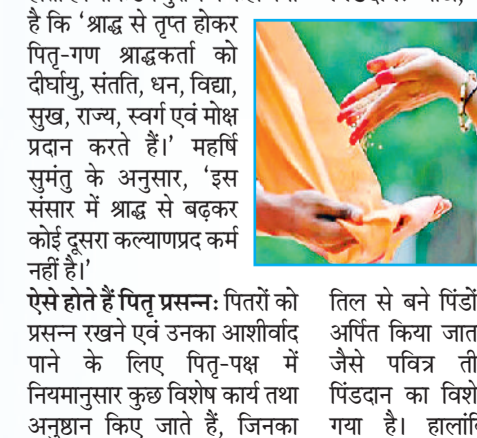 है कि ‘श्राद्ध से तृप्त होकर
पितृ-गण श्राद्धकर्ता को
दीर्घायु, संतति, धन, विद्या,
सुख, राज्य, स्वर्ग एवं मोक्ष
प्रदान करते हैं।’ महर्षि
सुमंतु के अनुसार, ‘इस
संसार में श्राद्ध से बढ़कर
कोई दूसरा कल्याणप्रद कर्म
नहीं है।’
ऐसे होते हैं पितृ प्रसन्न: पितरों को
प्रसन्न रखने एवं उनका आशीर्वाद
पाने के लिए पितृ-पक्ष में
नियमानुसार कुछ विशेष कार्य तथा
अनुष्ठान किए जाते हैं, जिनका
तिल से बने पिंडों
अर्पित किया जात
जैसे पवित्र ती
पिंडदान का विशे
गया है। हालांि